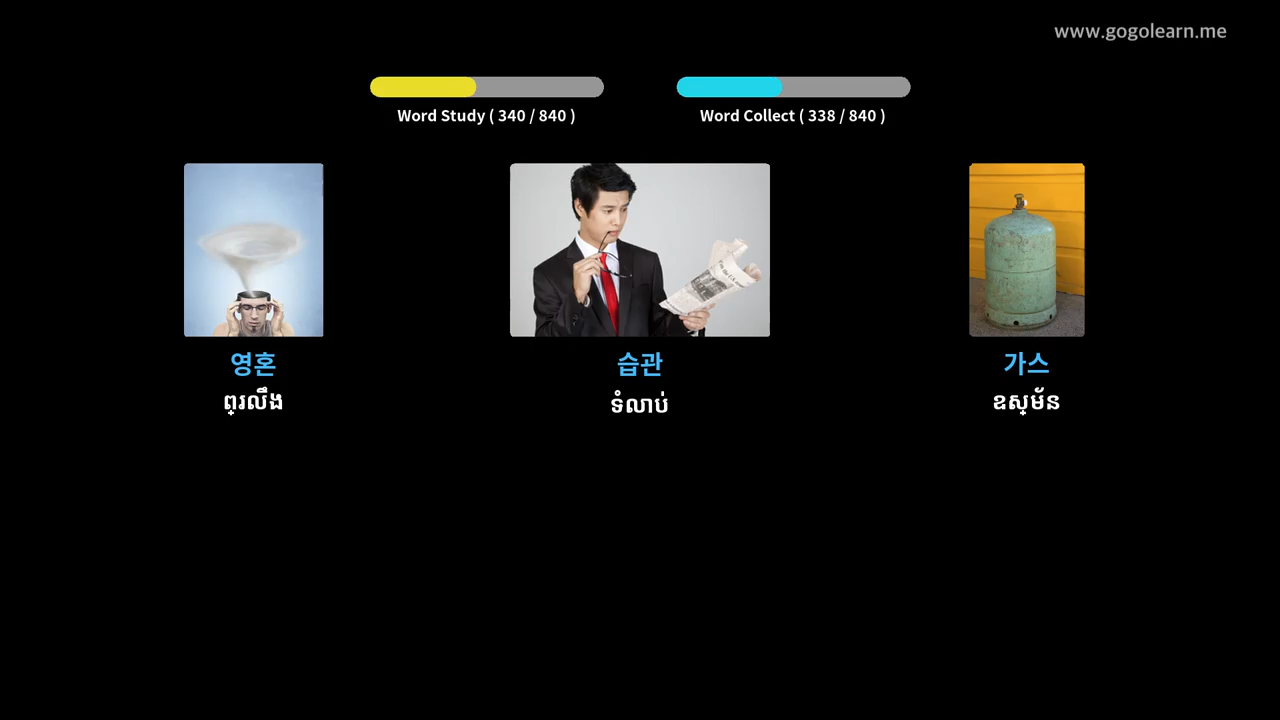 www.gogolearn.me
Word Study ( 340 / 840 )
Word Collect ( 338 / 840 )
영혼
습관
가스
ព្រលឹង
ទំលាប់
ឧស្ម័ន